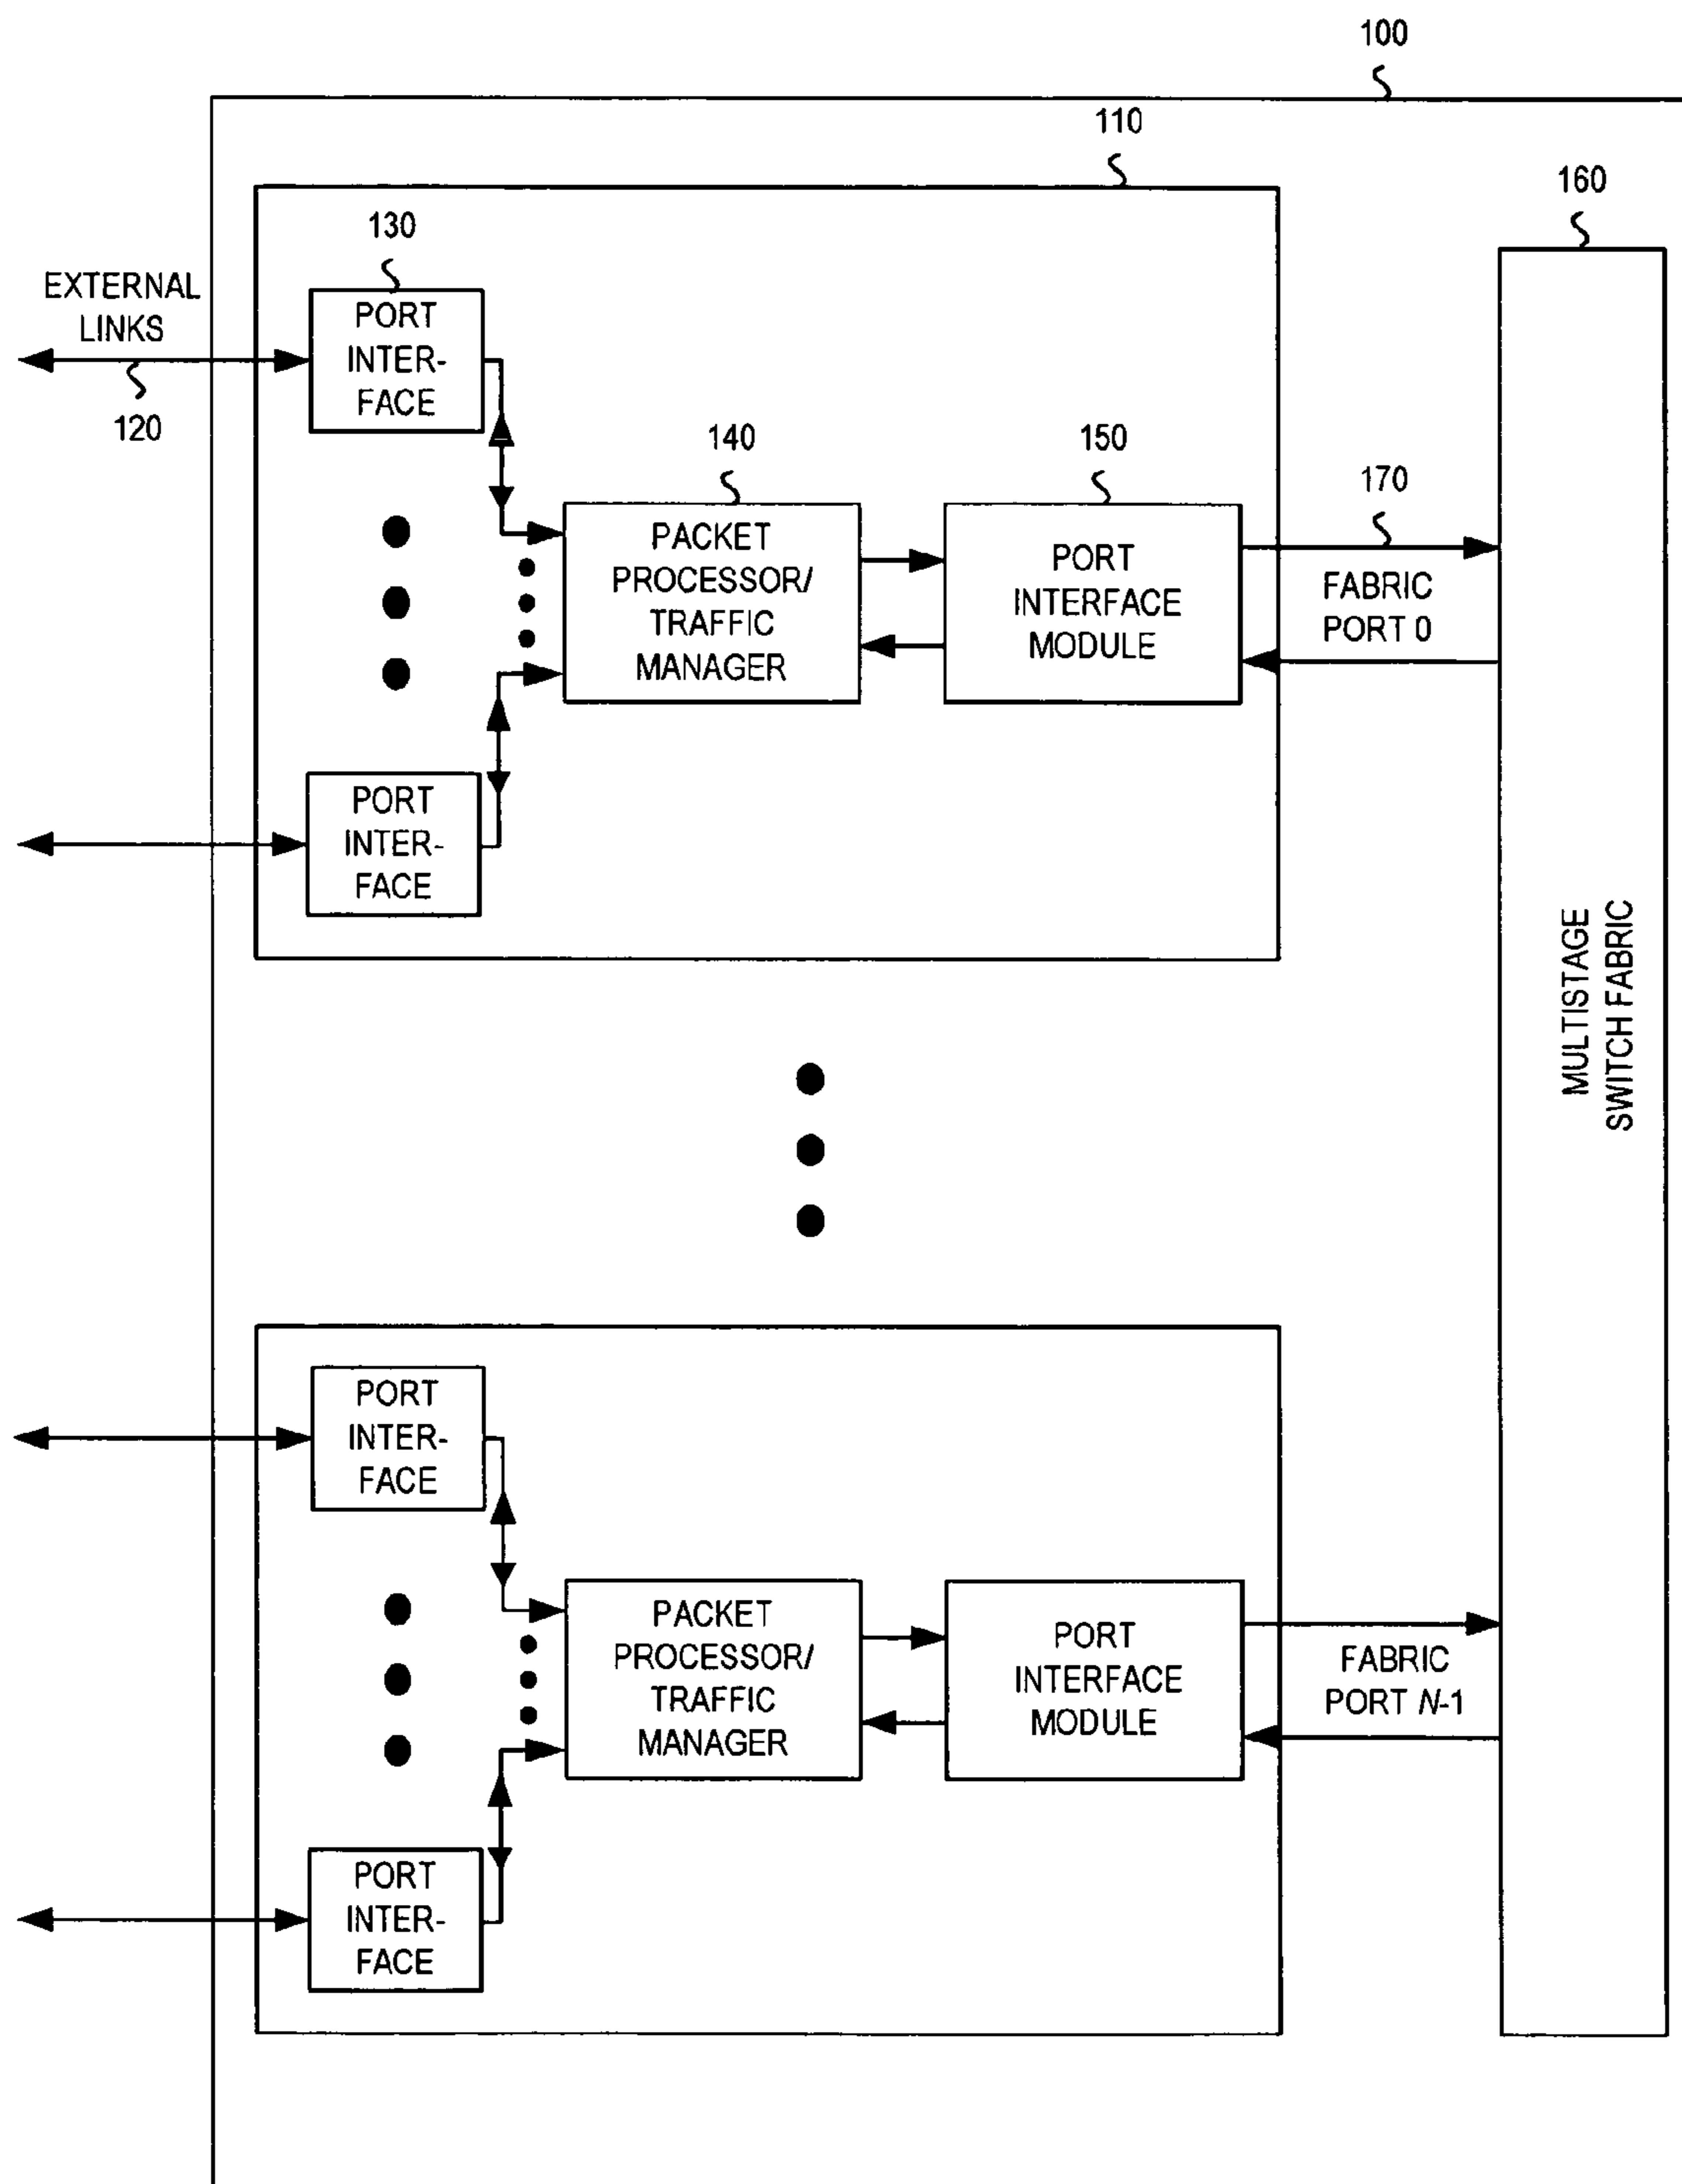 100
110
160
130
EXTERNAL
LINKS
120
PORT
INTER-
FACE
140
150
170
PACKET
PROCESSOR/
TRAFFIC
MANAGER
PORT
INTERFACE
MODULE
FABRIC
PORT 0
PORT
INTER-
FACE
MULTISTAGE
SWITCH FABRIC
PORT
INTER-
FACE
PACKET
PROCESSOR/
TRAFFIC
MANAGER
PORT
INTERFACE
MODULE
FABRIC
PORT N-1
PORT
INTER-
FACE